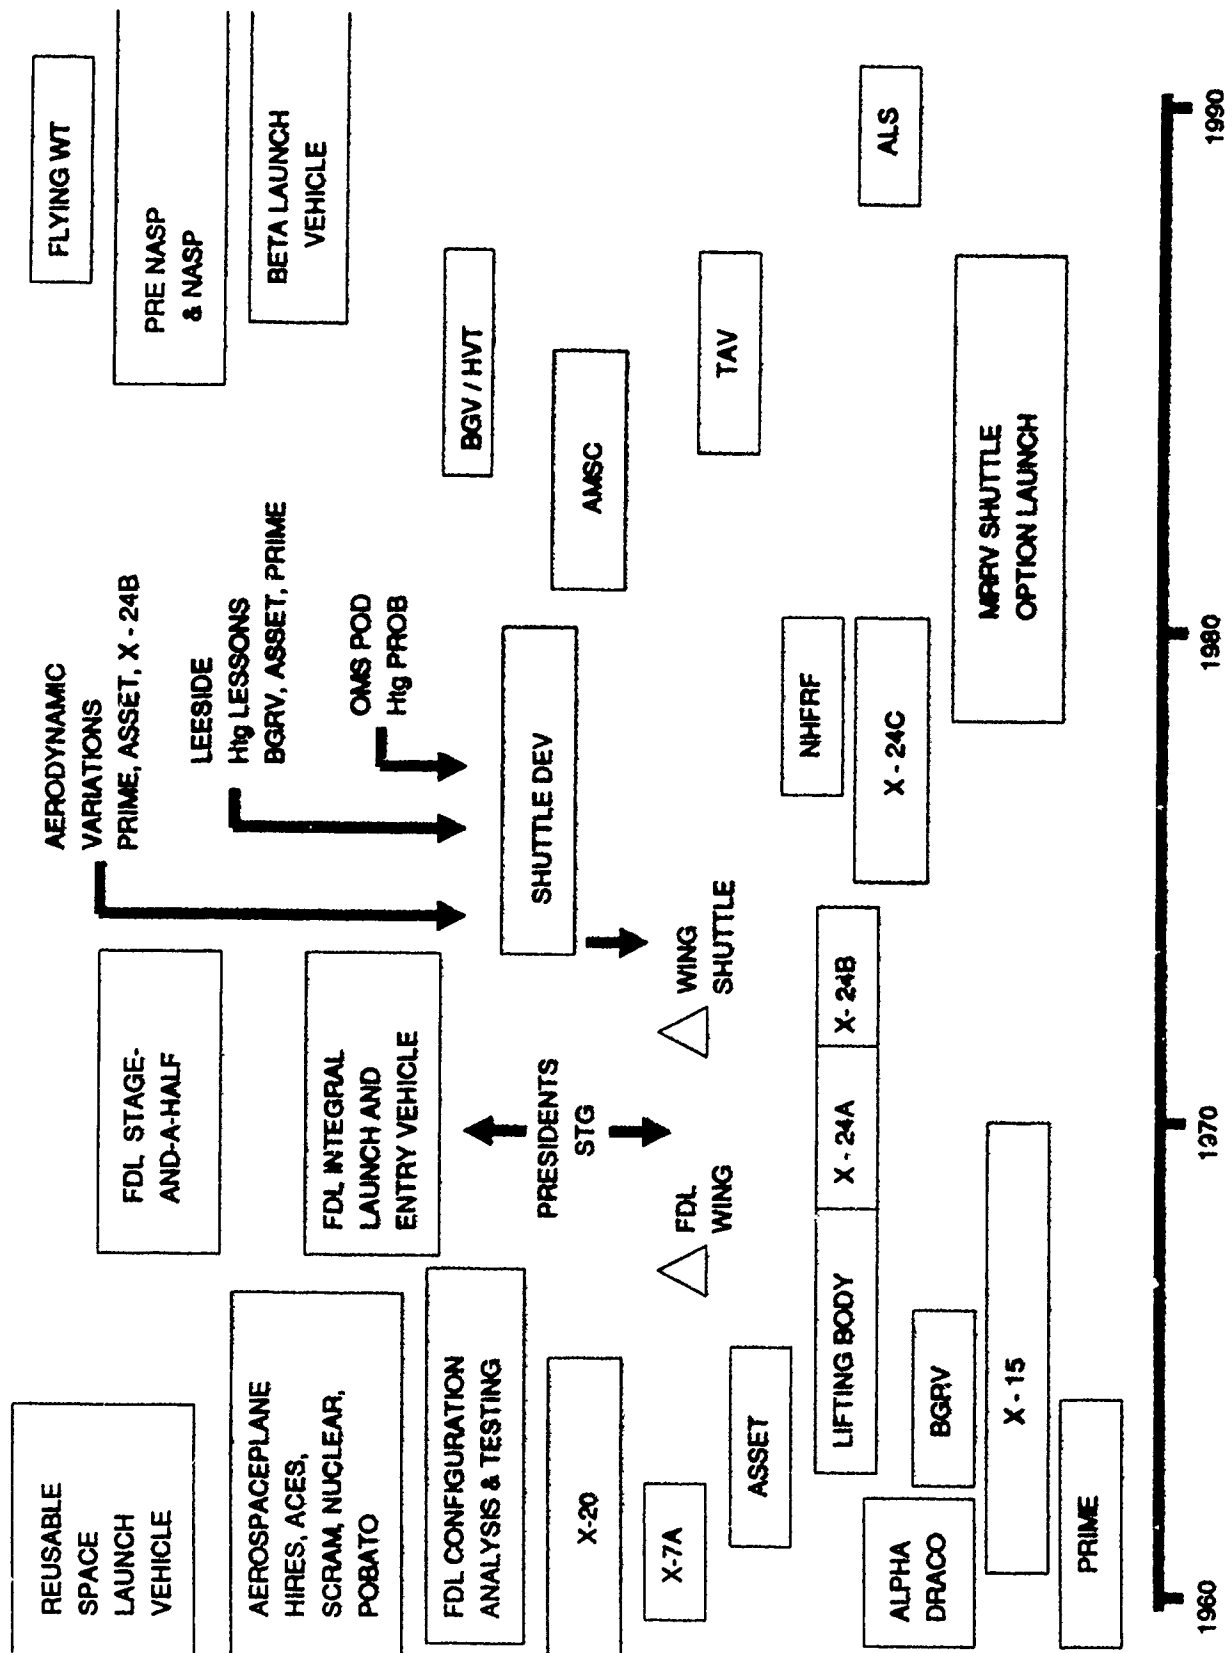 REUSABLE
SPACE
LAUNCH
VEHICLE
AEROSPACEPLANE
HIRES, ACES,
SCRAM, NUCLEAR,
POBATO
FDL CONFIGURATION
ANALYSIS & TESTING
X-20
X-7A
ASSET
ALPHA
DRACO
PRIME
X - 15
BGRV
LIFTING BODY
X - 24A
X - 24B
FDL STAGE-
AND-A-HALF
FDL INTEGRAL
LAUNCH AND
ENTRY VEHICLE
PRESIDENTS
STG
FDL
WING
WING
SHUTTLE
AERODYNAMIC
VARIATIONS
PRIME, ASSET, X - 24B
LEESIDE
Htg LESSONS
BGRV, ASSET, PRIME
OMS POD
Htg PROB
SHUTTLE DEV
NHFRF
X - 24C
MRRV SHUTTLE
OPTION LAUNCH
AMSC
BGV / HVT
TAV
FLYING WT
PRE NASP
& NASP
BETA LAUNCH
VEHICLE
ALS
1960
1970
1980
1990